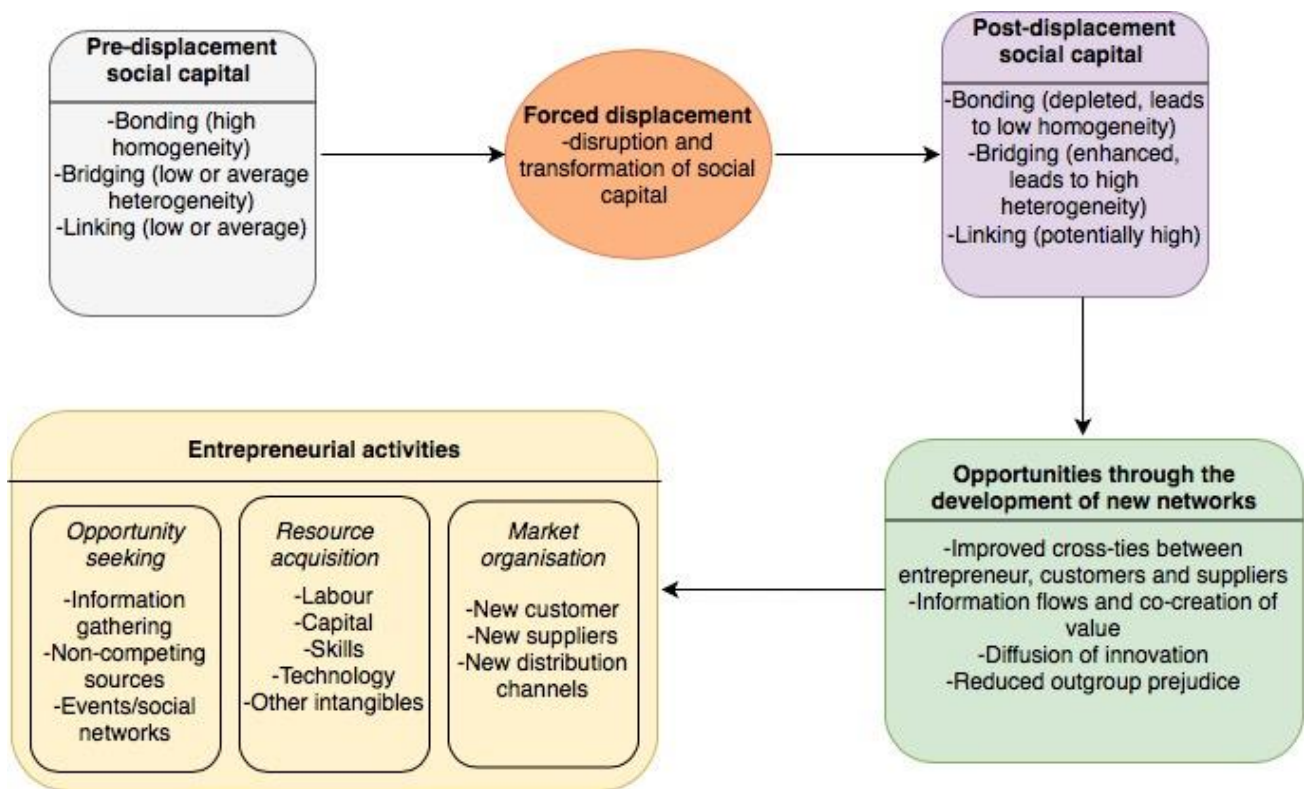 Pre-displacement
social capital
-Bonding (high
homogeneity)
-Bridging (low or average
heterogeneity)
-Linking (low or average)
Forced displacement
-disruption and
transformation of social
capital
Post-displacement
social capital
-Bonding (depleted, leads
to low homogeneity)
-Bridging (enhanced,
leads to high
heterogeneity)
-Linking (potentially high)
Opportunities through the
development of new networks
-Improved cross-ties between
entrepreneur, customers and suppliers
-Information flows and co-creation of
value
-Diffusion of innovation
-Reduced outgroup prejudice
Entrepreneurial activities
Opportunity
seeking
-Information
gathering
-Non-competing
sources
-Events/social
networks
Resource
acquisition
-Labour
-Capital
-Skills
-Technology
-Other intangibles
Market
organisation
-New customer
-New suppliers
-New distribution
channels